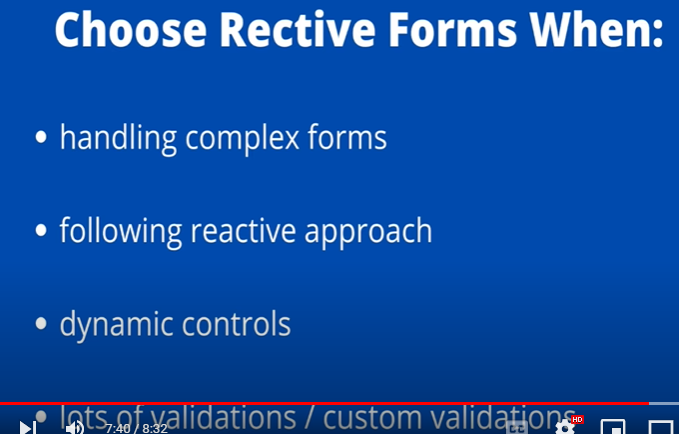 Choose Rective Forms When:
• handling complex forms
• following reactive approach
• dynamic controls
• lots of validations / custom validations
7:40 / 8:32
CC
HD